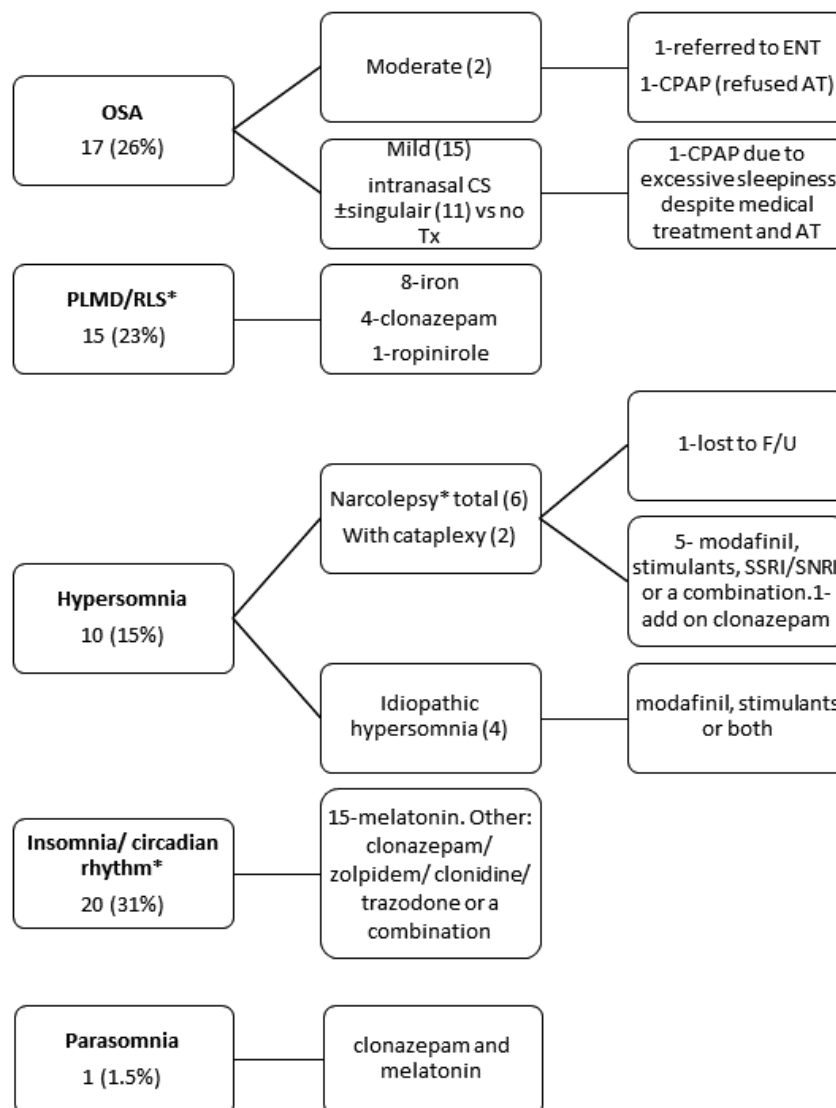 OSA
17 (26%)
Moderate (2)
1-referred to ENT
1-CPAP (refused AT)
Mild (15)
intranasal CS
±singulair (11) vs no
Tx
1-CPAP due to
excessive sleepiness
despite medical
treatment and AT
PLMD/RLS*
15 (23%)
8-iron
4-clonazepam
1-ropinirole
Hypersomnia
10 (15%)
Narcolepsy* total (6)
With cataplexy (2)
1-lost to F/U
5- modafinil,
stimulants, SSRI/SNRI
or a combination.1-
add on clonazepam
Idiopathic
hypersomnia (4)
modafinil, stimulants
or both
Insomnia/ circadian
rhythm*
20 (31%)
15-melatonin. Other:
clonazepam/
zolpidem/ clonidine/
trazodone or a
combination
Parasomnia
1 (1.5%)
clonazepam and
melatonin